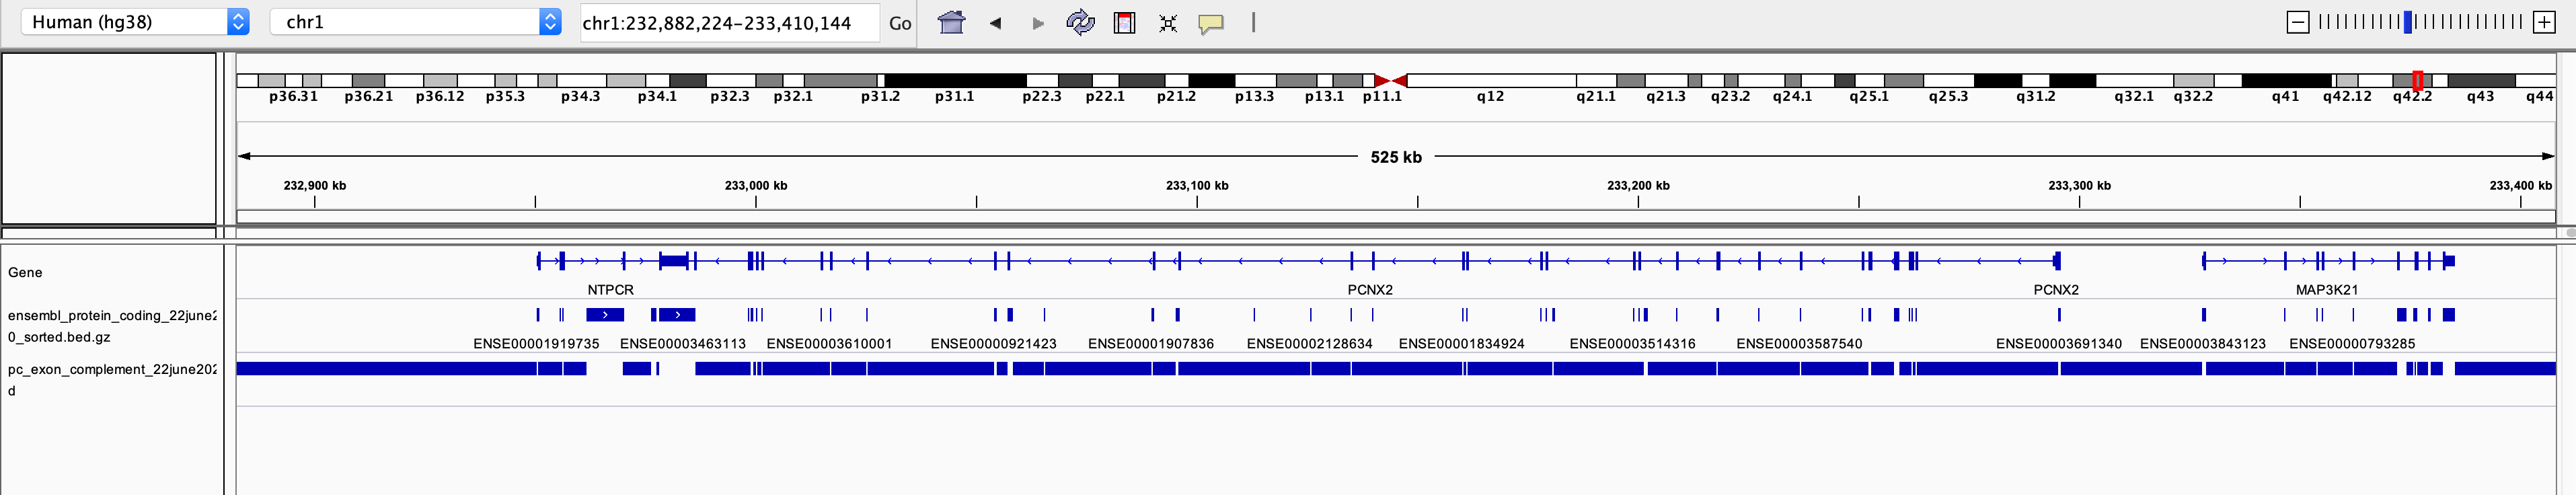 Human (hg38) chr1 chr1:232,882,224-233,410,144 Go
p36.31 p36.21 p36.12 p35.3 p34.3 p34.1 p32.3 p32.1 p31.2 p31.1 p22.3 p22.1 p21.2 p13.3 p13.1 p11.1 q12 q21.1 q21.3 q23.2 q24.1 q25.1 q25.3 q31.2 q32.1 q32.2 q41 q42.12 q42.2 q43 q44
525 kb
232,900 kb 233,000 kb 233,100 kb 233,200 kb 233,300 kb 233,400 kb
Gene
NTPCR PCNX2 PCNX2 MAP3K21
ensembl_protein_coding_22june2
0_sorted.bed.gz
ENSE00001919735 ENSE00003463113 ENSE00003610001 ENSE00000921423 ENSE00001907836 ENSE00002128634 ENSE00001834924 ENSE00003514316 ENSE00003587540 ENSE00003691340 ENSE00003843123 ENSE00000793285
pc_exon_complement_22june202
d